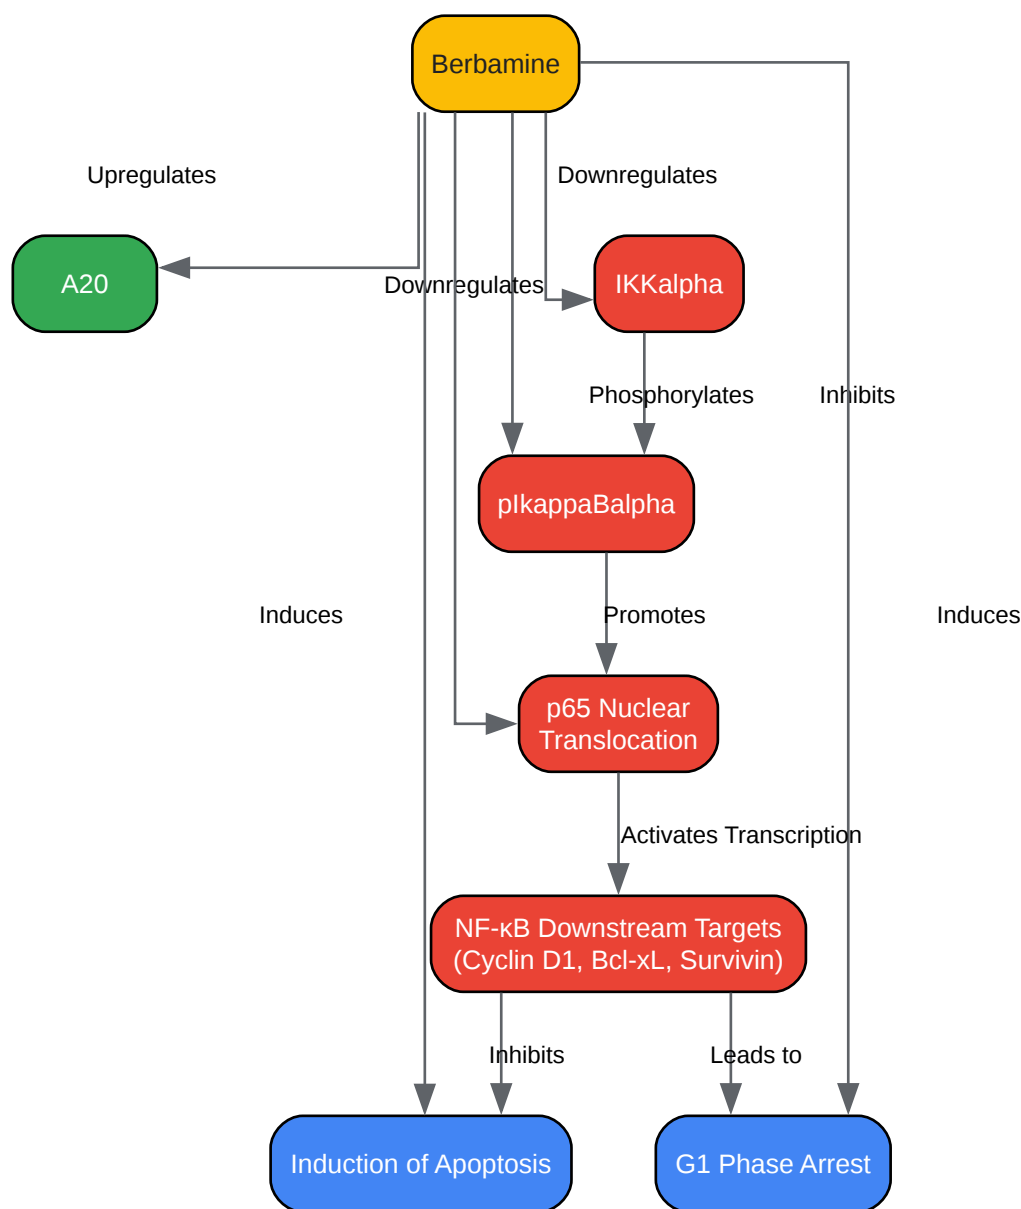 Berbamine
Upregulates
Downregulates
A20
Downregulates
IKKalpha
Phosphorylates
Inhibits
pIkappaBalpha
Induces
Promotes
Induces
p65 Nuclear
Translocation
Activates Transcription
NF-κB Downstream Targets
(Cyclin D1, Bcl-xL, Survivin)
Inhibits
Leads to
Induction of Apoptosis
G1 Phase Arrest